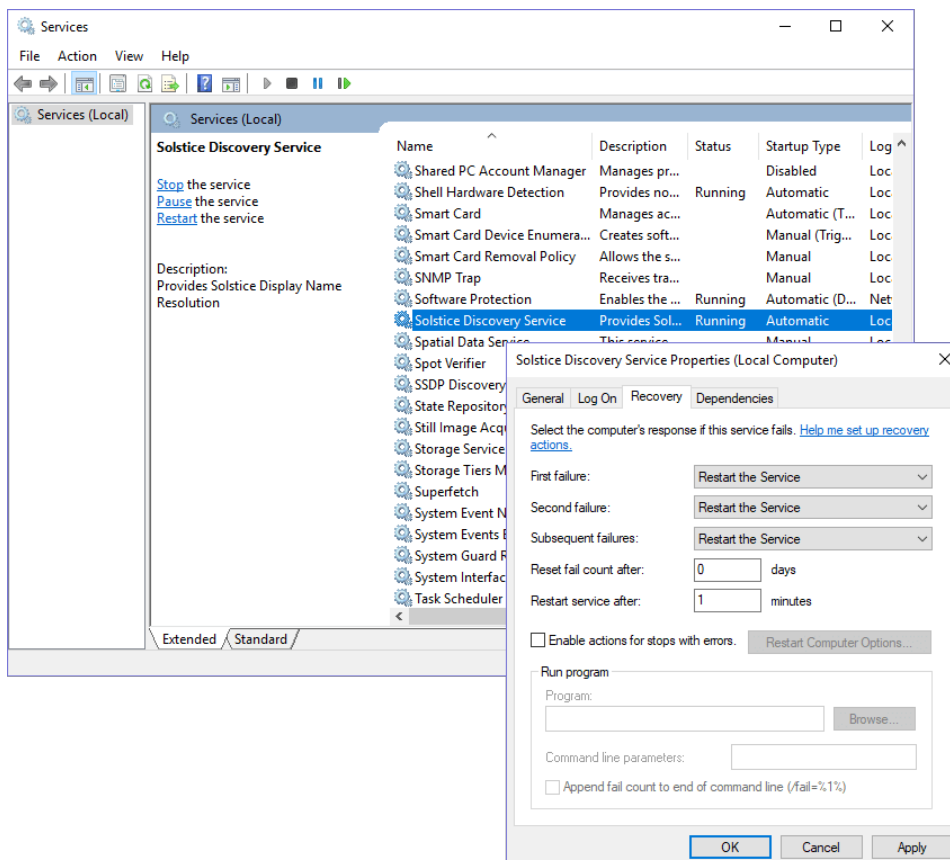 Services
File Action View Help
Services (Local)
Services (Local)
Solstice Discovery Service
Stop the service
Pause the service
Restart the service
Description:
Provides Solstice Display Name
Resolution
Name Description Status Startup Type Log
Shared PC Account Manager Manages pr... Disabled Loc
Shell Hardware Detection Provides no... Running Automatic Loc
Smart Card Manages ac... Automatic (T... Loc
Smart Card Device Enumera... Creates soft... Manual (Trig... Loc
Smart Card Removal Policy Allows the s... Manual Loc
SNMP Trap Receives tra... Manual Loc
Software Protection Enables the ... Running Automatic (D... Net
Solstice Discovery Service Provides Sol... Running Automatic Loc
Spatial Data Service This service Manual Loc
Spot Verifier
SSDP Discovery
State Repository
Still Image Acqu
Storage Service
Storage Tiers M
Superfetch
System Event N
System Events B
System Guard R
System Interfac
Task Scheduler
Extended Standard
Solstice Discovery Service Properties (Local Computer)
General Log On Recovery Dependencies
Select the computer's response if this service fails. Help me set up recovery
actions.
First failure: Restart the Service
Second failure: Restart the Service
Subsequent failures: Restart the Service
Reset fail count after: 0 days
Restart service after: 1 minutes
Enable actions for stops with errors. Restart Computer Options...
Run program
Program:
Browse...
Command line parameters:
Append fail count to end of command line (/fail=%1%)
OK Cancel Apply